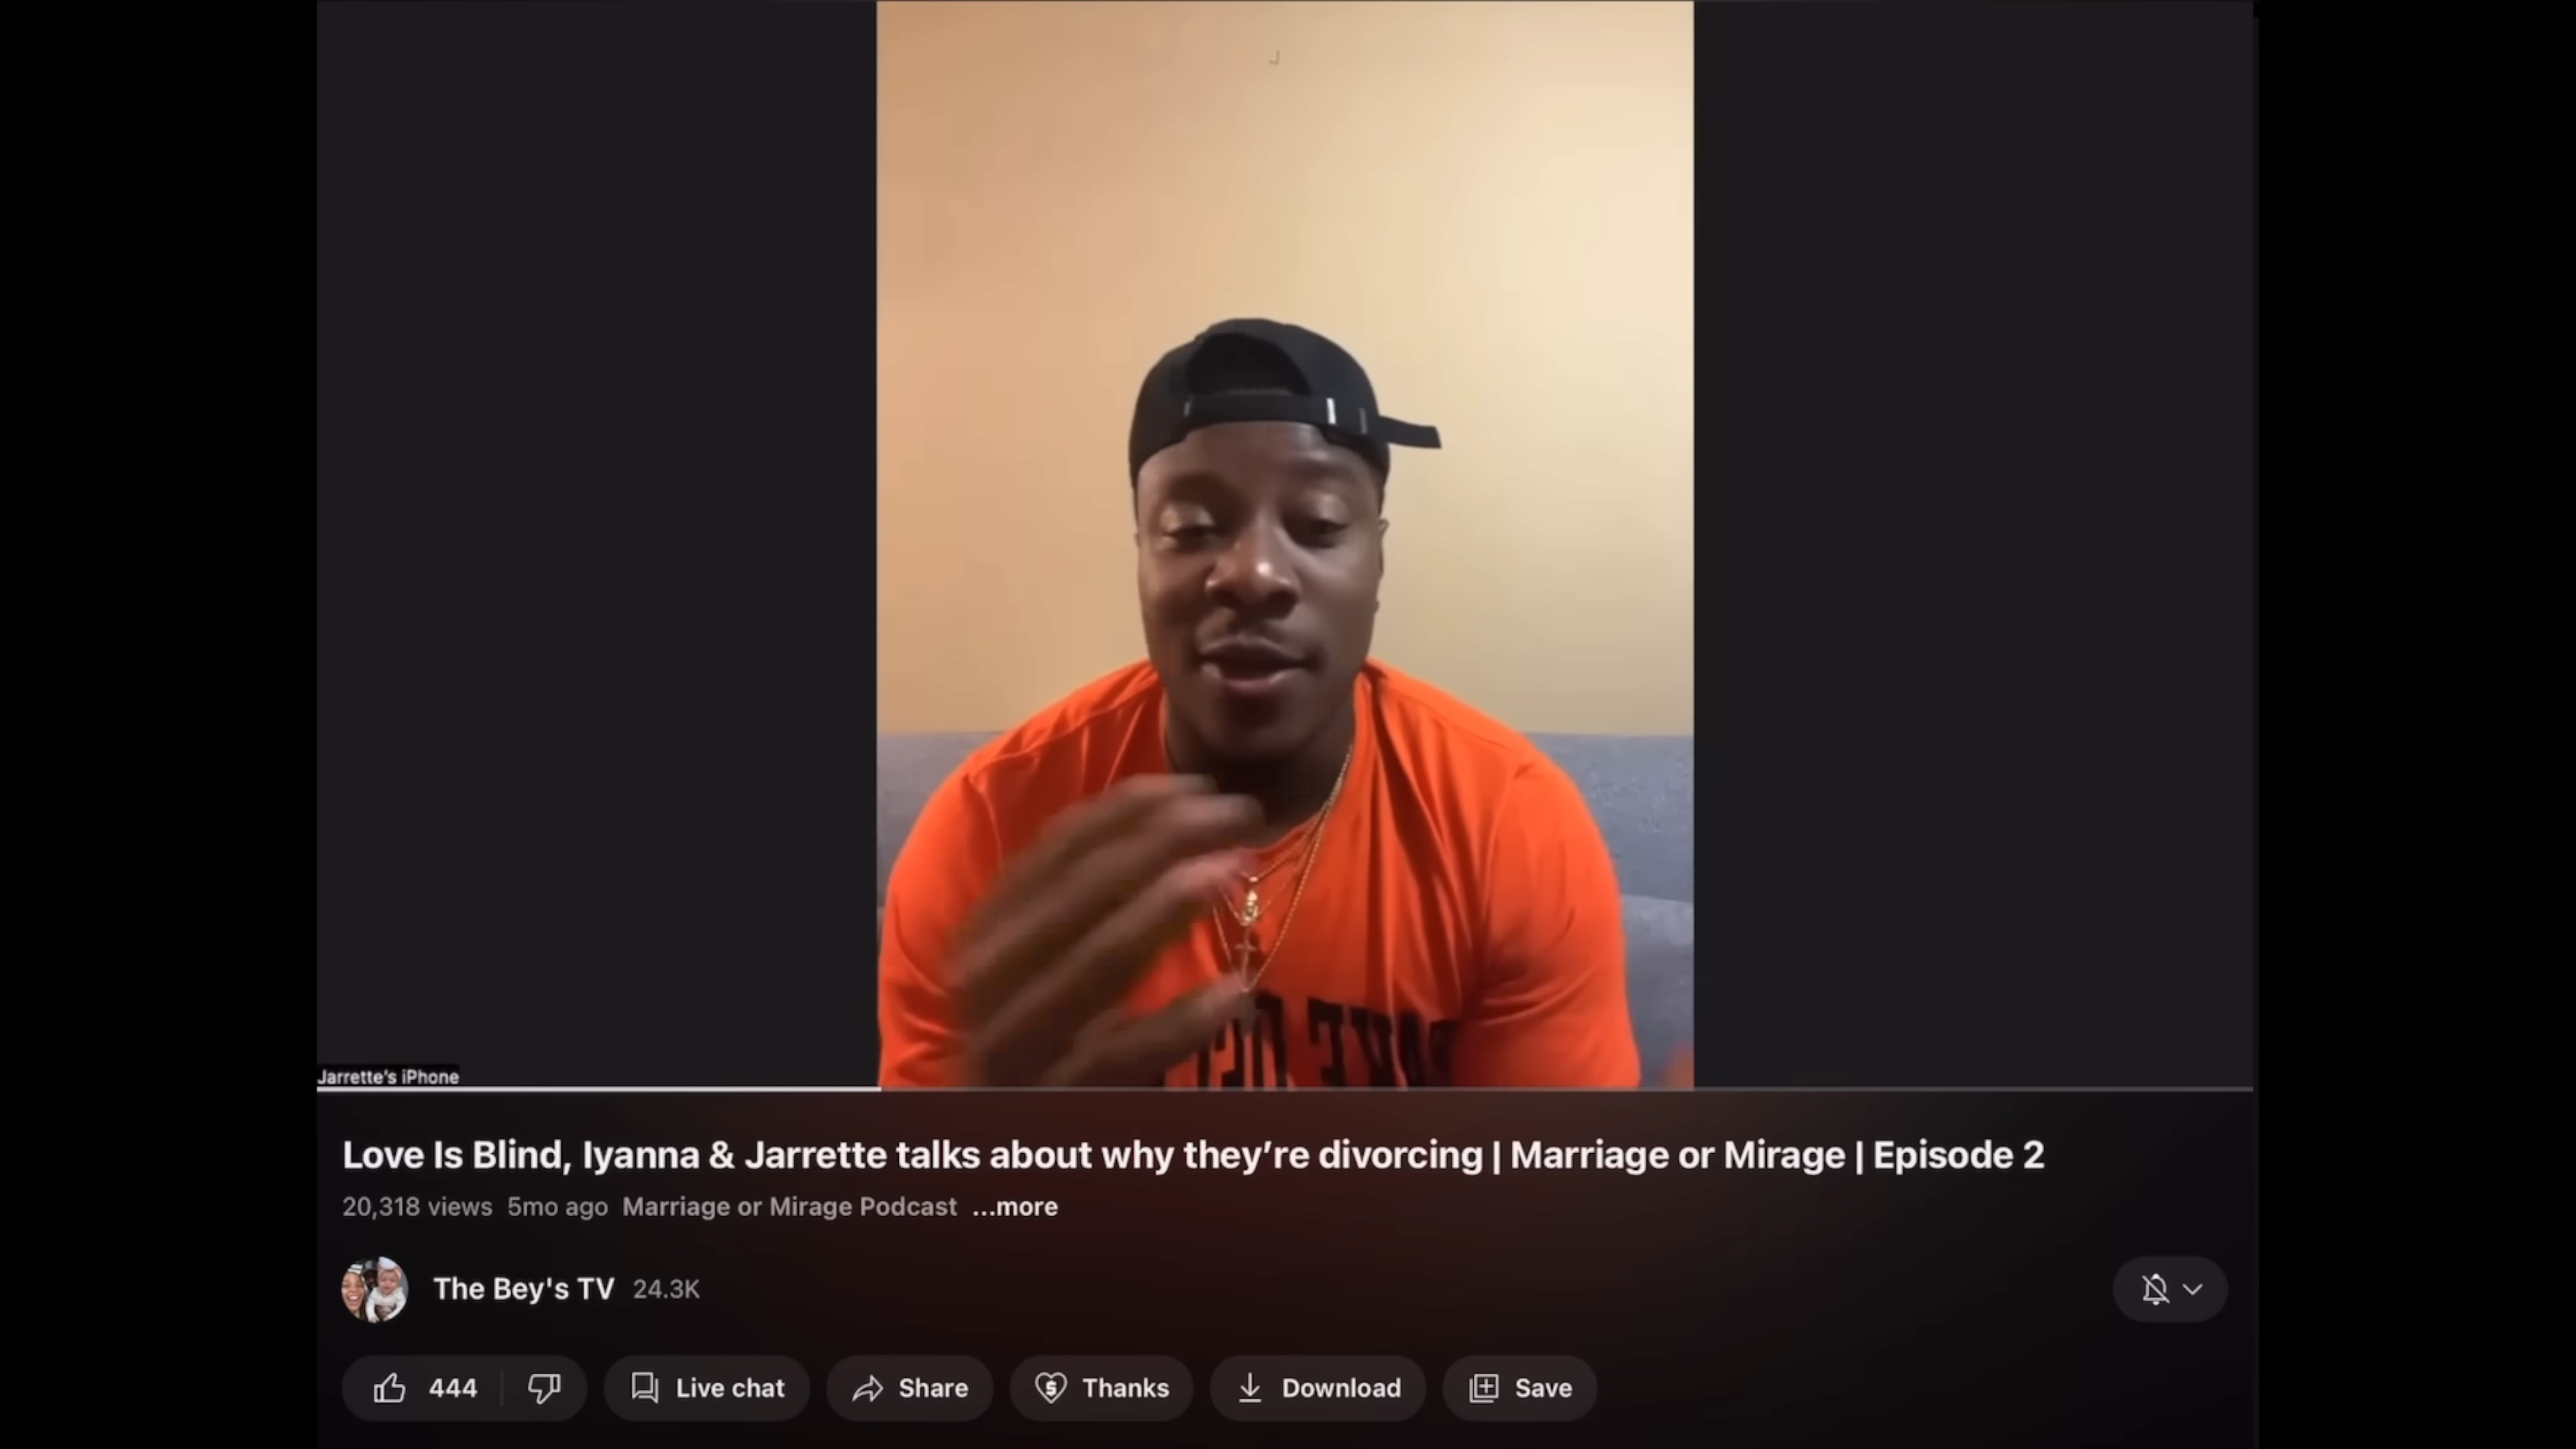 Jarrette's iPhone
Love Is Blind, Iyanna & Jarrette talks about why they're divorcing | Marriage or Mirage | Episode 2
20,318 views 5mo ago Marriage or Mirage Podcast ...more
The Bey's TV 24.3K
444 Live chat Share Thanks Download Save